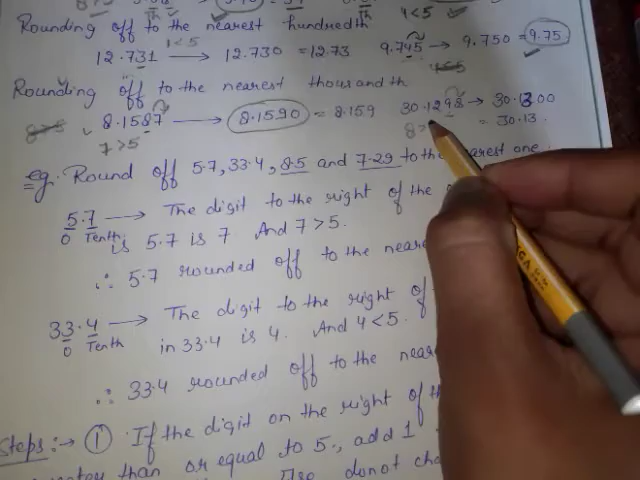 Rounding off to the nearest hundredth
12.731 1<5 → 12.730 = 12.73 9.745 → 9.750 = 9.75
Rounding off to the nearest thousandth
8.1587 → 8.1590 = 8.159 30.1298 → 30.1300
7>5 8> = 30.13.
eg. Round off 5.7, 33.4, 8.5 and 7.29 to the nearest one.
5.7 → The digit to the right of the
0 Tenth is 5.7 is 7 And 7>5.
∴ 5.7 rounded off to the neare
33.4 → The digit to the right of
0 Tenth in 33.4 is 4. And 4<5.
∴ 33.4 rounded off to the near
Steps:→ ① If the digit on the right of th
than or equal to 5., add 1
donot cha